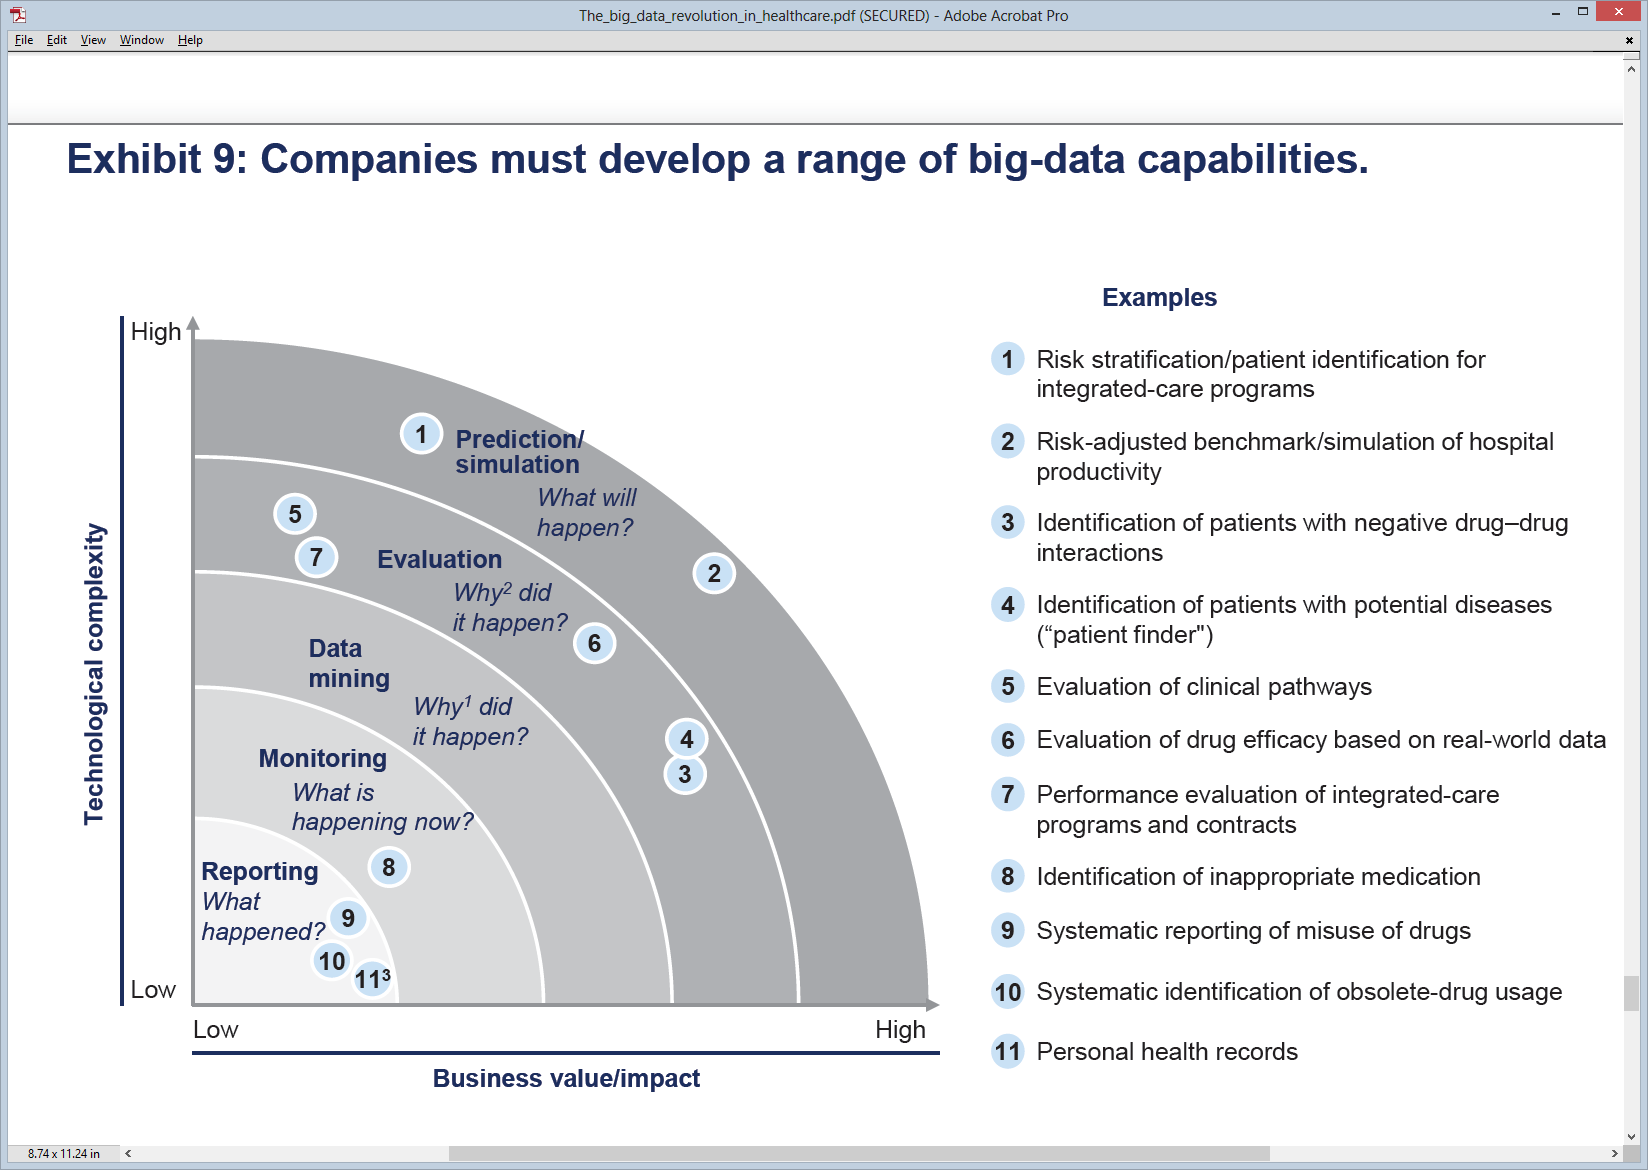 The_big_data_revolution_in_healthcare.pdf (SECURED) - Adobe Acrobat Pro
File Edit View Window Help
Exhibit 9: Companies must develop a range of big-data capabilities.
Technological complexity
High
Low
1
Prediction/
simulation
What will
happen?
2
5
7
Evaluation
Why² did
it happen?
6
4
3
Data
mining
Why¹ did
it happen?
Monitoring
What is
happening now?
8
Reporting
What
happened?
9
10
11³
Low
High
Business value/impact
Examples
1 Risk stratification/patient identification for
integrated-care programs
2 Risk-adjusted benchmark/simulation of hospital
productivity
3 Identification of patients with negative drug–drug
interactions
4 Identification of patients with potential diseases
(“patient finder")
5 Evaluation of clinical pathways
6 Evaluation of drug efficacy based on real-world data
7 Performance evaluation of integrated-care
programs and contracts
8 Identification of inappropriate medication
9 Systematic reporting of misuse of drugs
10 Systematic identification of obsolete-drug usage
11 Personal health records
8.74 x 11.24 in